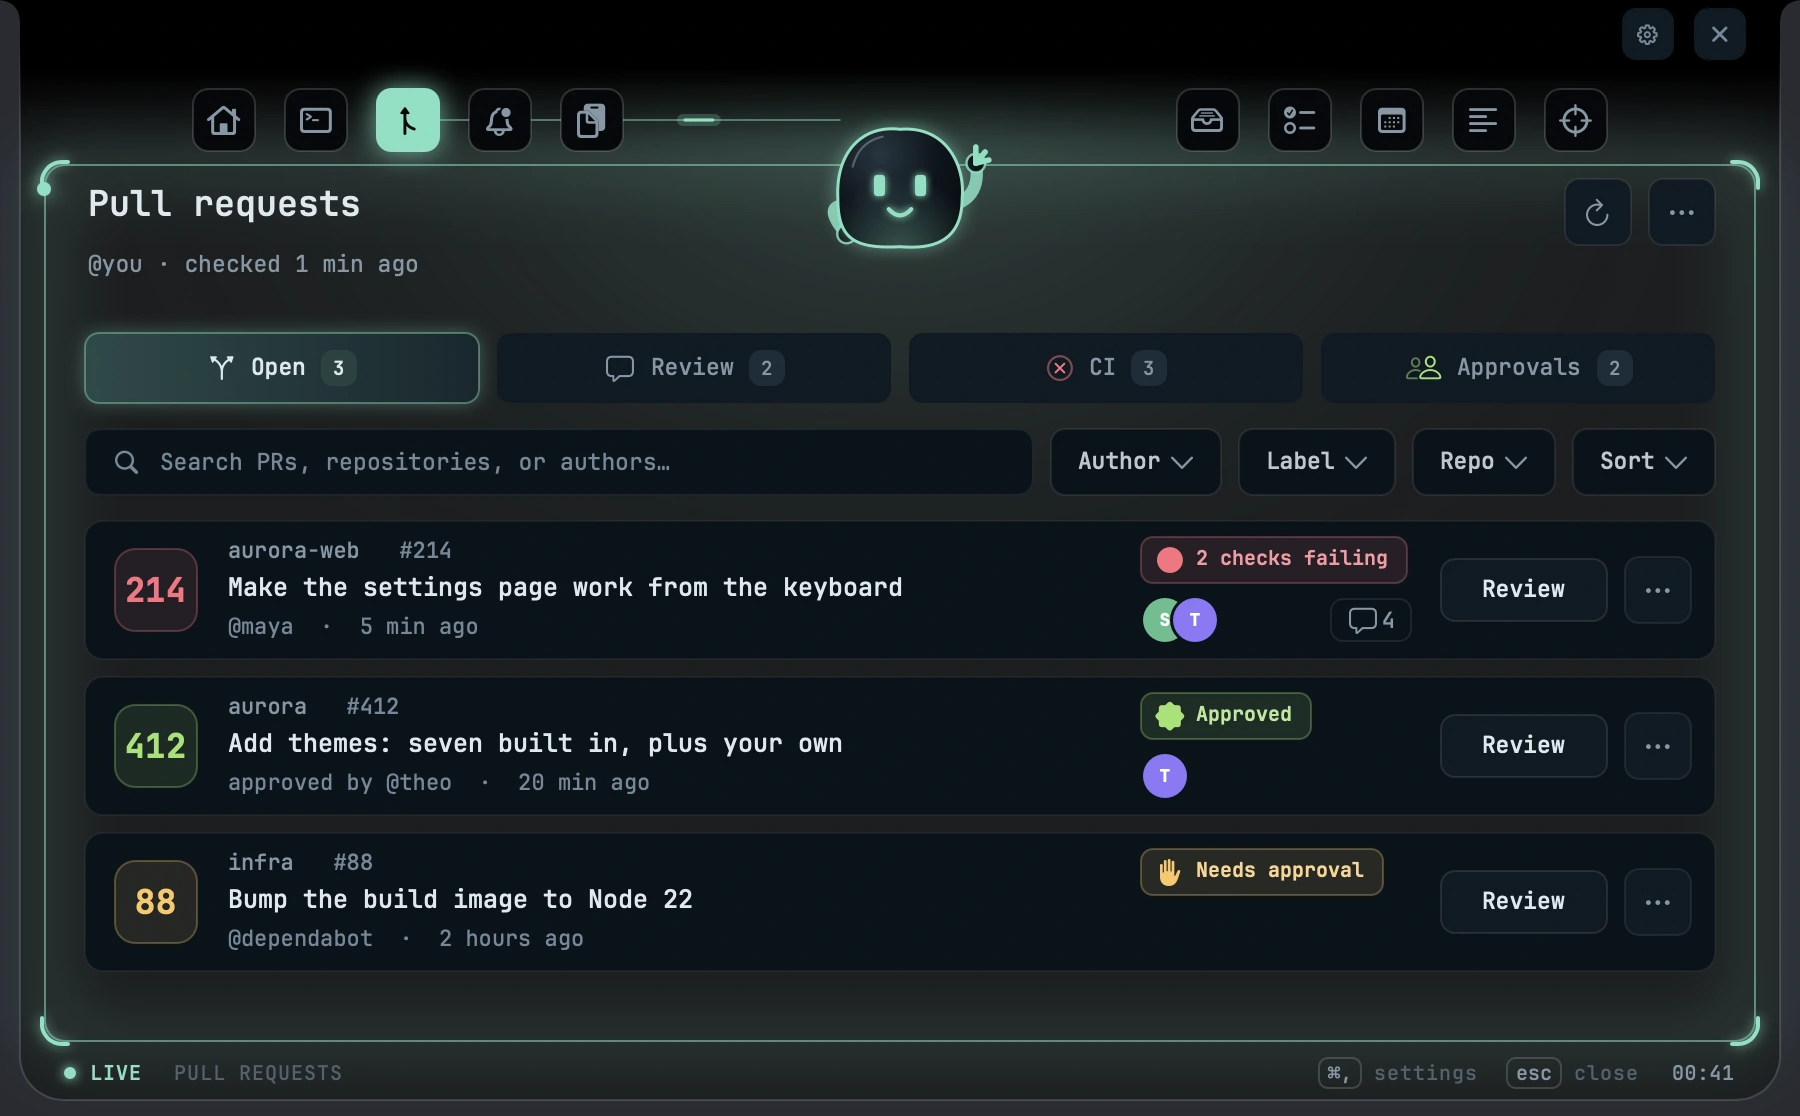 Pull requests
@you · checked 1 min ago
Open 3
Review 2
CI 3
Approvals 2
Search PRs, repositories, or authors…
Author
Label
Repo
Sort
214
aurora-web #214
Make the settings page work from the keyboard
@maya · 5 min ago
2 checks failing
S T
4
Review
412
aurora #412
Add themes: seven built in, plus your own
approved by @theo · 20 min ago
Approved
T
Review
88
infra #88
Bump the build image to Node 22
@dependabot · 2 hours ago
Needs approval
Review
LIVE PULL REQUESTS
⌘, settings esc close 00:41